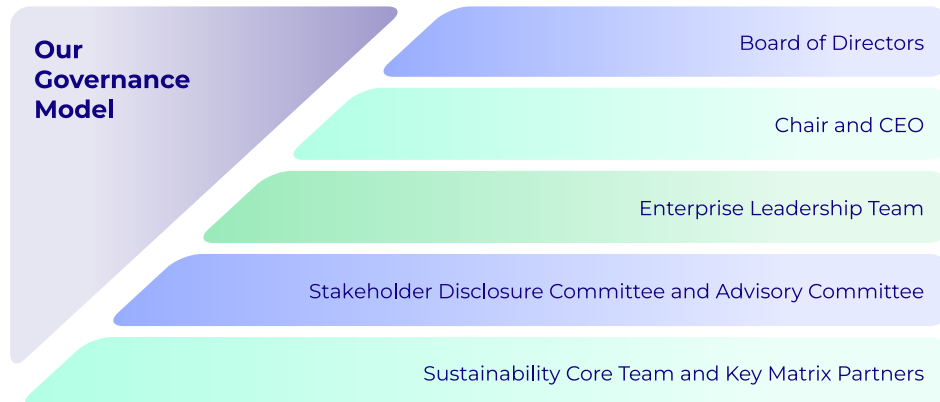 Our
Governance
Model
Board of Directors
Chair and CEO
Enterprise Leadership Team
Stakeholder Disclosure Committee and Advisory Committee
Sustainability Core Team and Key Matrix Partners